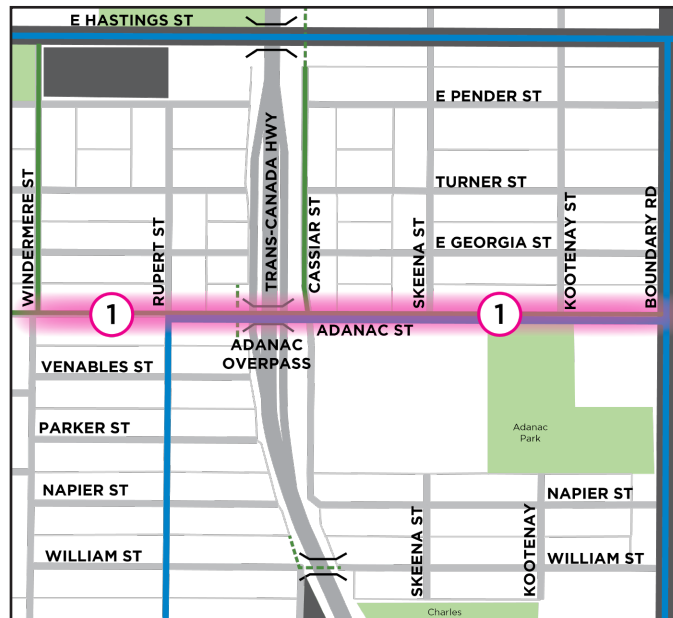 E HASTINGS ST
E PENDER ST
TURNER ST
E GEORGIA ST
WINDERMERE ST
RUPERT ST
TRANS-CANADA HWY
CASSIAR ST
SKEENA ST
KOOTENAY ST
BOUNDARY RD
1
1
ADANAC ST
ADANAC
OVERPASS
VENABLES ST
PARKER ST
Adanac
Park
NAPIER ST
NAPIER ST
SKEENA ST
KOOTENAY
WILLIAM ST
WILLIAM ST
Charles